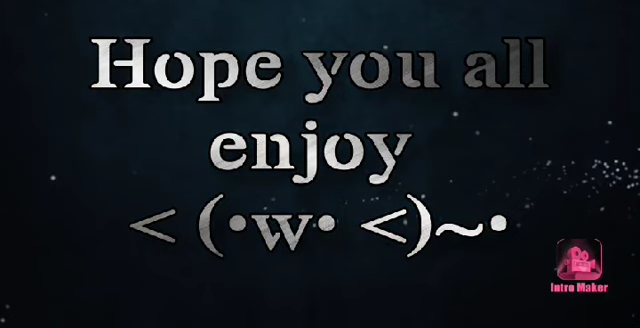 Hope you all
enjoy
< (•w• <)~•
Intro Maker